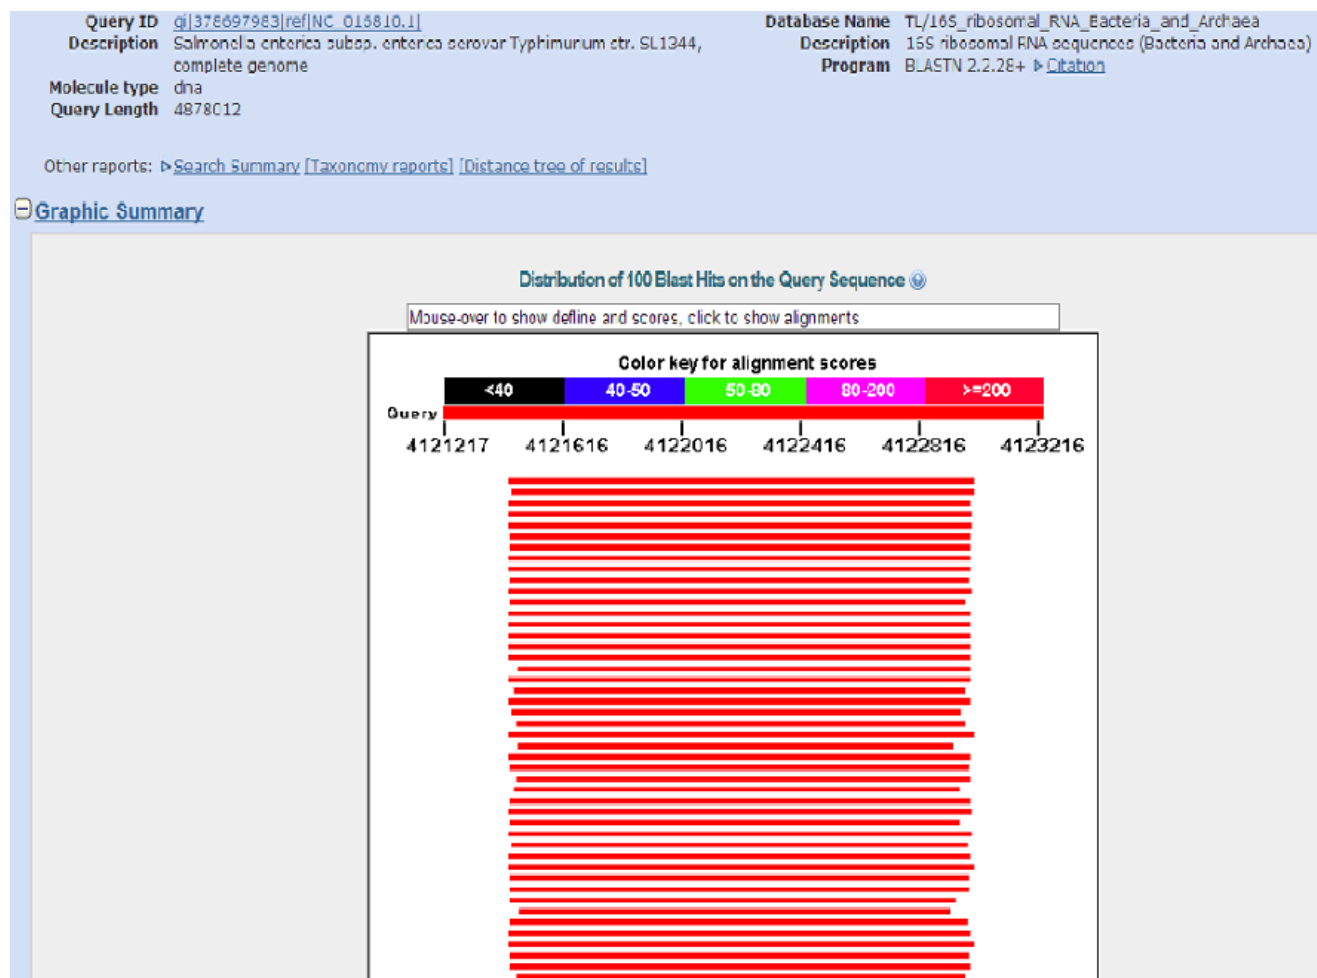 Query ID gi|378697983|ref|NC_016810.1|
Description Salmonella enterica subsp. enterica serovar Typhimurium str. SL1344,
complete genome
Molecule type dna
Query Length 4878012
Database Name TL/16S_ribosomal_RNA_Bacteria_and_Archaea
Description 16S ribosomal RNA sequences (Bacteria and Archaea)
Program BLASTN 2.2.28+ Citation
Other reports: Search Summary [Taxonomy reports] [Distance tree of results]
Graphic Summary
Distribution of 100 Blast Hits on the Query Sequence
Mouse-over to show defline and scores, click to show alignments
Color key for alignment scores
<40 40-50 50-80 80-200 >=200
Query
4121217 4121616 4122016 4122416 4122816 4123216